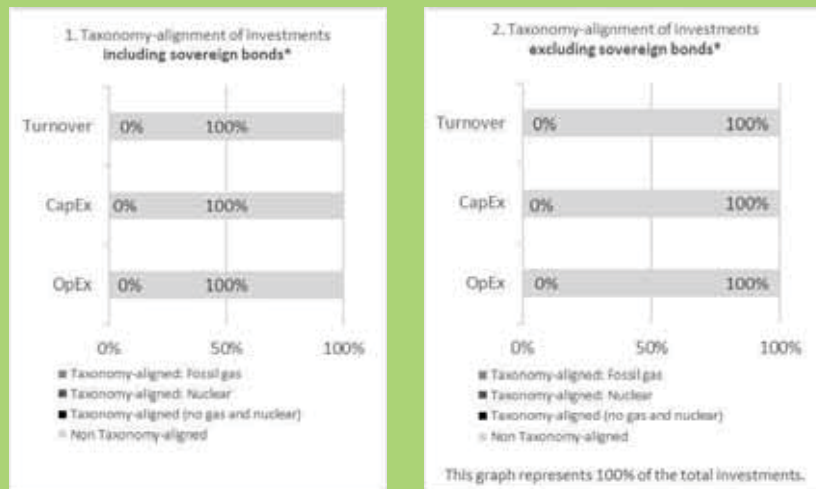 1. Taxonomy-alignment of investments
including sovereign bonds*
Turnover 0% 100%
CapEx 0% 100%
OpEx 0% 100%
0% 50% 100%
Taxonomy-aligned: Fossil gas
Taxonomy-aligned: Nuclear
Taxonomy-aligned (no gas and nuclear)
Non Taxonomy-aligned
2. Taxonomy-alignment of investments
excluding sovereign bonds*
Turnover 0% 100%
CapEx 0% 100%
OpEx 0% 100%
0% 50% 100%
Taxonomy-aligned: Fossil gas
Taxonomy-aligned: Nuclear
Taxonomy-aligned (no gas and nuclear)
Non Taxonomy-aligned
This graph represents 100% of the total investments.